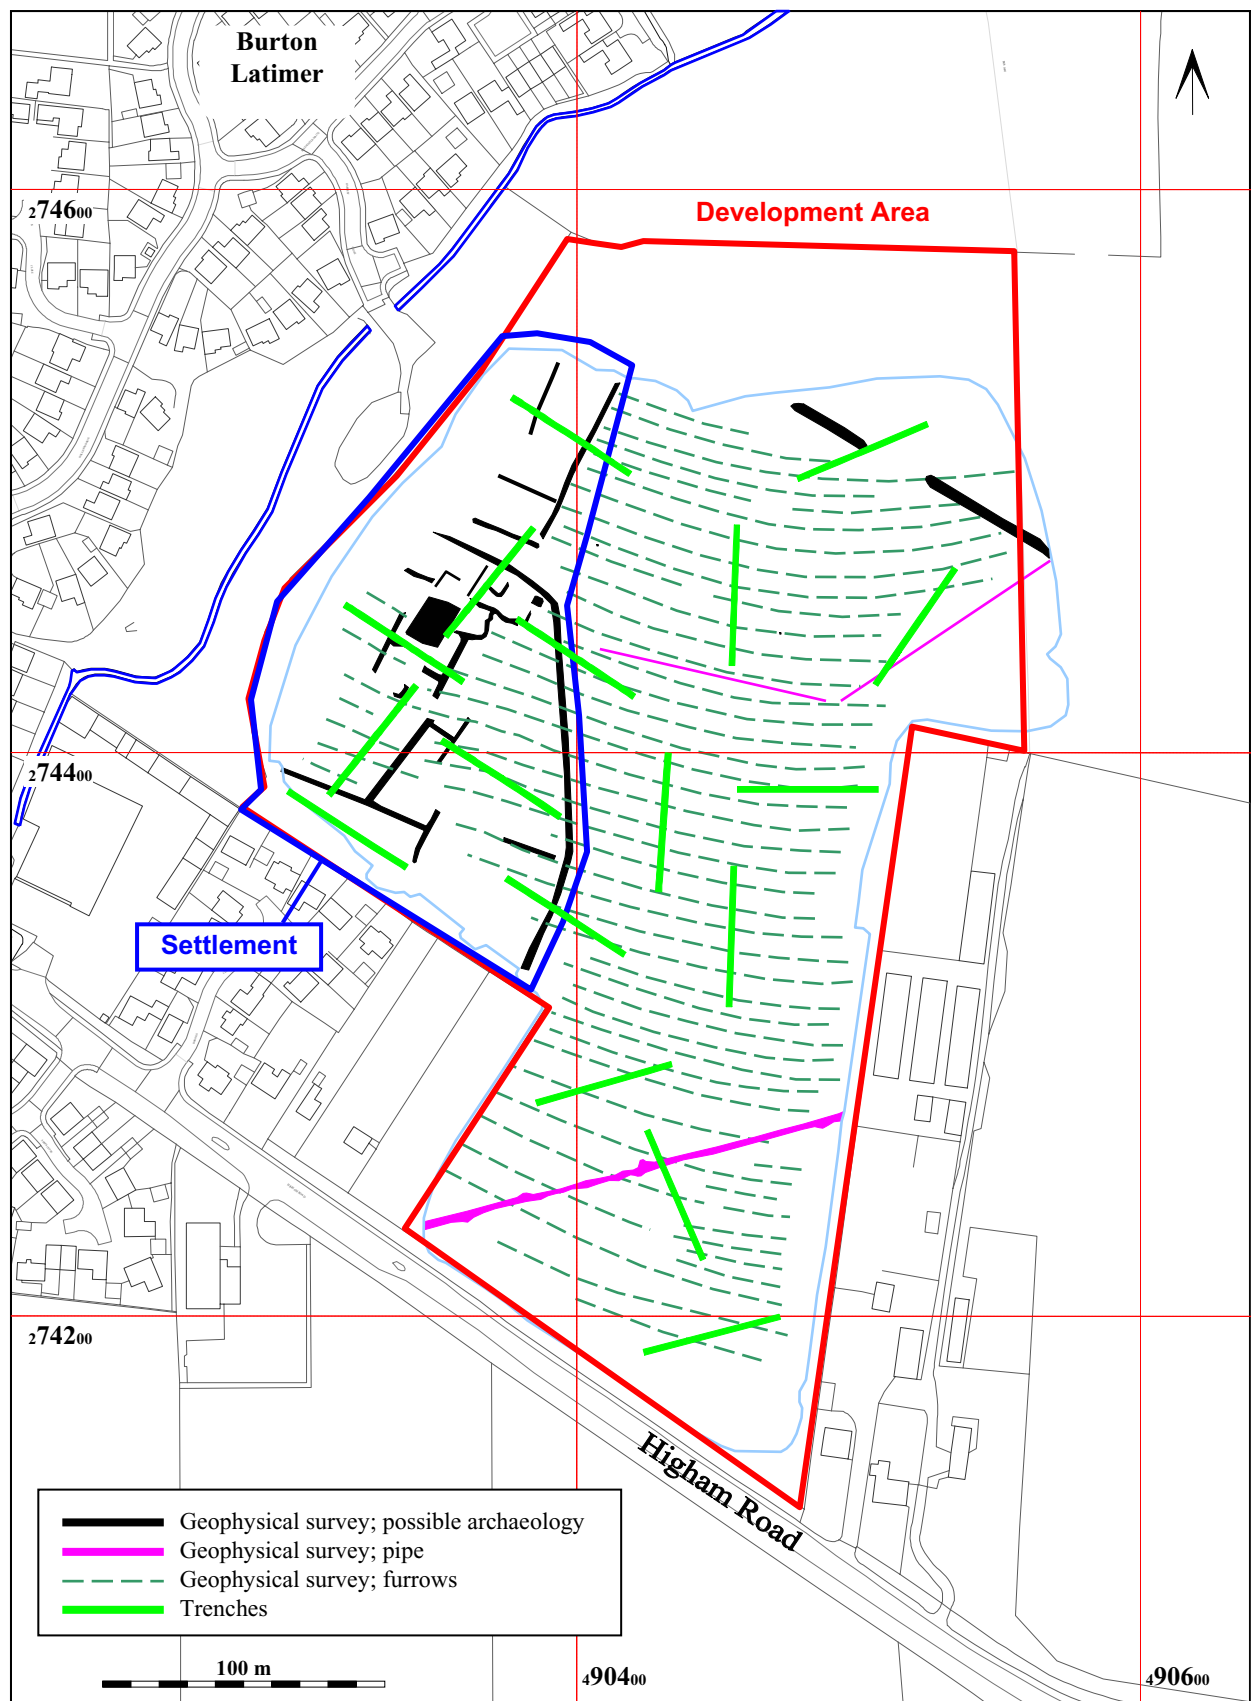 Burton
Latimer
274600
Development Area
274400
Settlement
274200
Higham Road
Geophysical survey; possible archaeology
Geophysical survey; pipe
Geophysical survey; furrows
Trenches
100 m
490400
490600